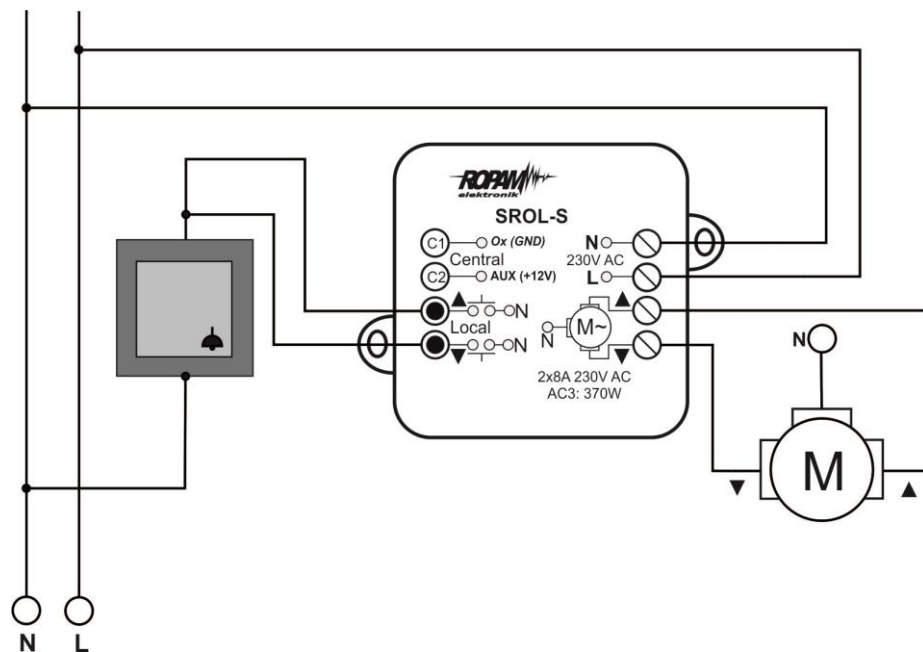 ROPAM
elektronik
SROL-S
C1 Ox (GND) N
Central 230V AC
C2 AUX (+12V) L
▲ N
Local N M~
▼ N
2x8A 230V AC
AC3: 370W
N
M
▼ ▲
N L